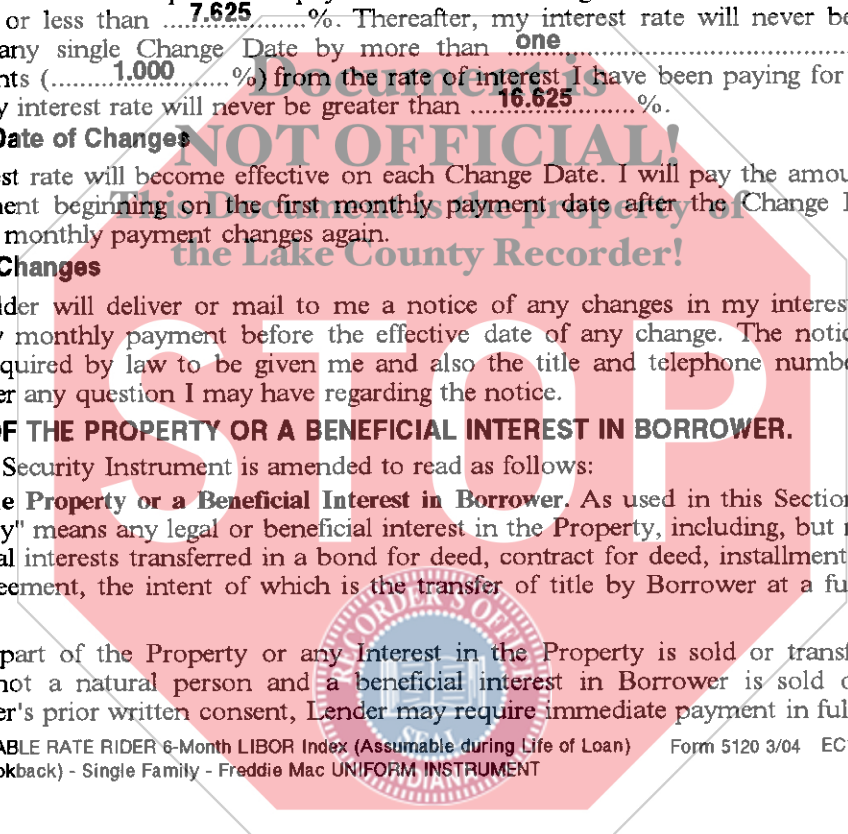 or less than ....7.625........%. Thereafter, my interest rate will never be
any single Change Date by more than ..one..............................
nts (.........1.000........%) from the rate of interest I have been paying for
y interest rate will never be greater than .....16.625..........%.
Document is
Date of Changes
NOT OFFICIAL!
st rate will become effective on each Change Date. I will pay the amou
ment beginning on the first monthly payment date after the Change D
This Document is the property of
monthly payment changes again.
the Lake County Recorder!
Changes
lder will deliver or mail to me a notice of any changes in my interes
y monthly payment before the effective date of any change. The notic
quired by law to be given me and also the title and telephone numbe
er any question I may have regarding the notice.
STOP
OF THE PROPERTY OR A BENEFICIAL INTEREST IN BORROWER.
Security Instrument is amended to read as follows:
e Property or a Beneficial Interest in Borrower. As used in this Section
y" means any legal or beneficial interest in the Property, including, but n
al interests transferred in a bond for deed, contract for deed, installment
eement, the intent of which is the transfer of title by Borrower at a fu
RECORDER'S OFFICE
part of the Property or any Interest in the Property is sold or transf
not a natural person and a beneficial interest in Borrower is sold o
er's prior written consent, Lender may require immediate payment in full
SEAL
INDIANA
ABLE RATE RIDER 6-Month LIBOR Index (Assumable during Life of Loan) Form 5120 3/04 EC
okback) - Single Family - Freddie Mac UNIFORM INSTRUMENT